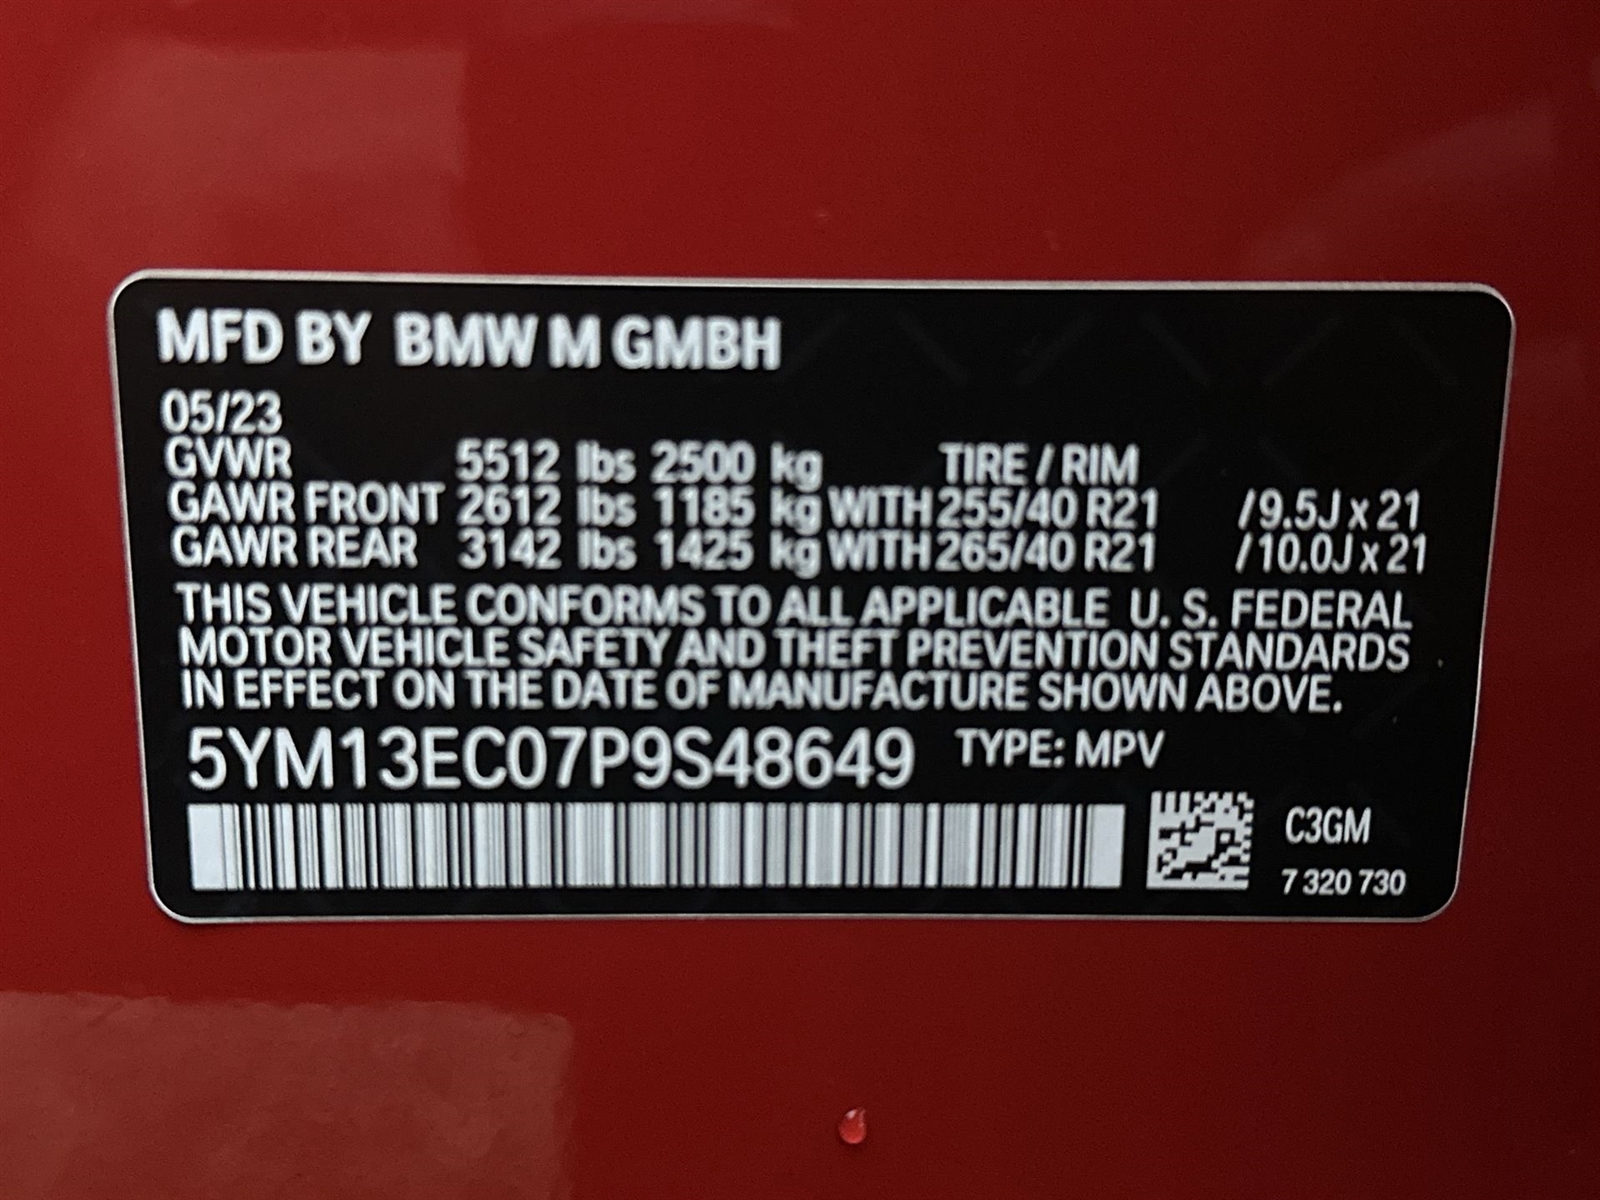 MFD BY BMW M GMBH
05/23
GVWR 5512 lbs 2500 kg TIRE / RIM
GAWR FRONT 2612 lbs 1185 kg WITH 255/40 R21 /9.5J x 21
GAWR REAR 3142 lbs 1425 kg WITH 265/40 R21 /10.0J x 21
THIS VEHICLE CONFORMS TO ALL APPLICABLE U. S. FEDERAL
MOTOR VEHICLE SAFETY AND THEFT PREVENTION STANDARDS
IN EFFECT ON THE DATE OF MANUFACTURE SHOWN ABOVE.
5YM13EC07P9S48649 TYPE: MPV
C3GM
7 320 730